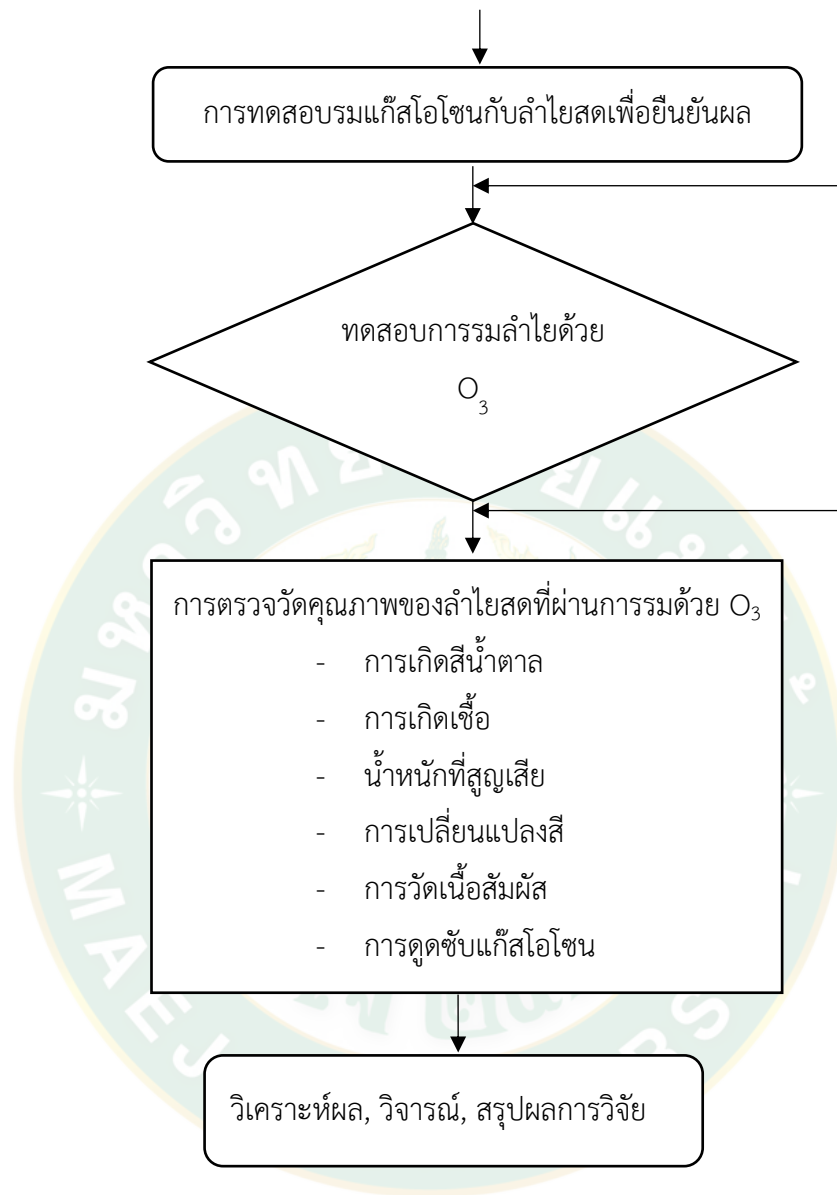 การทดสอบรมแก๊สโอโซนกับลำไยสดเพื่อยืนยันผล
ทดสอบการรมลำไยด้วย
O₃
การตรวจวัดคุณภาพของลำไยสดที่ผ่านการรมด้วย O₃
- การเกิดสีน้ำตาล
- การเกิดเชื้อ
- น้ำหนักที่สูญเสีย
- การเปลี่ยนแปลงสี
- การวัดเนื้อสัมผัส
- การดูดซับแก๊สโอโซน
วิเคราะห์ผล, วิจารณ์, สรุปผลการวิจัย